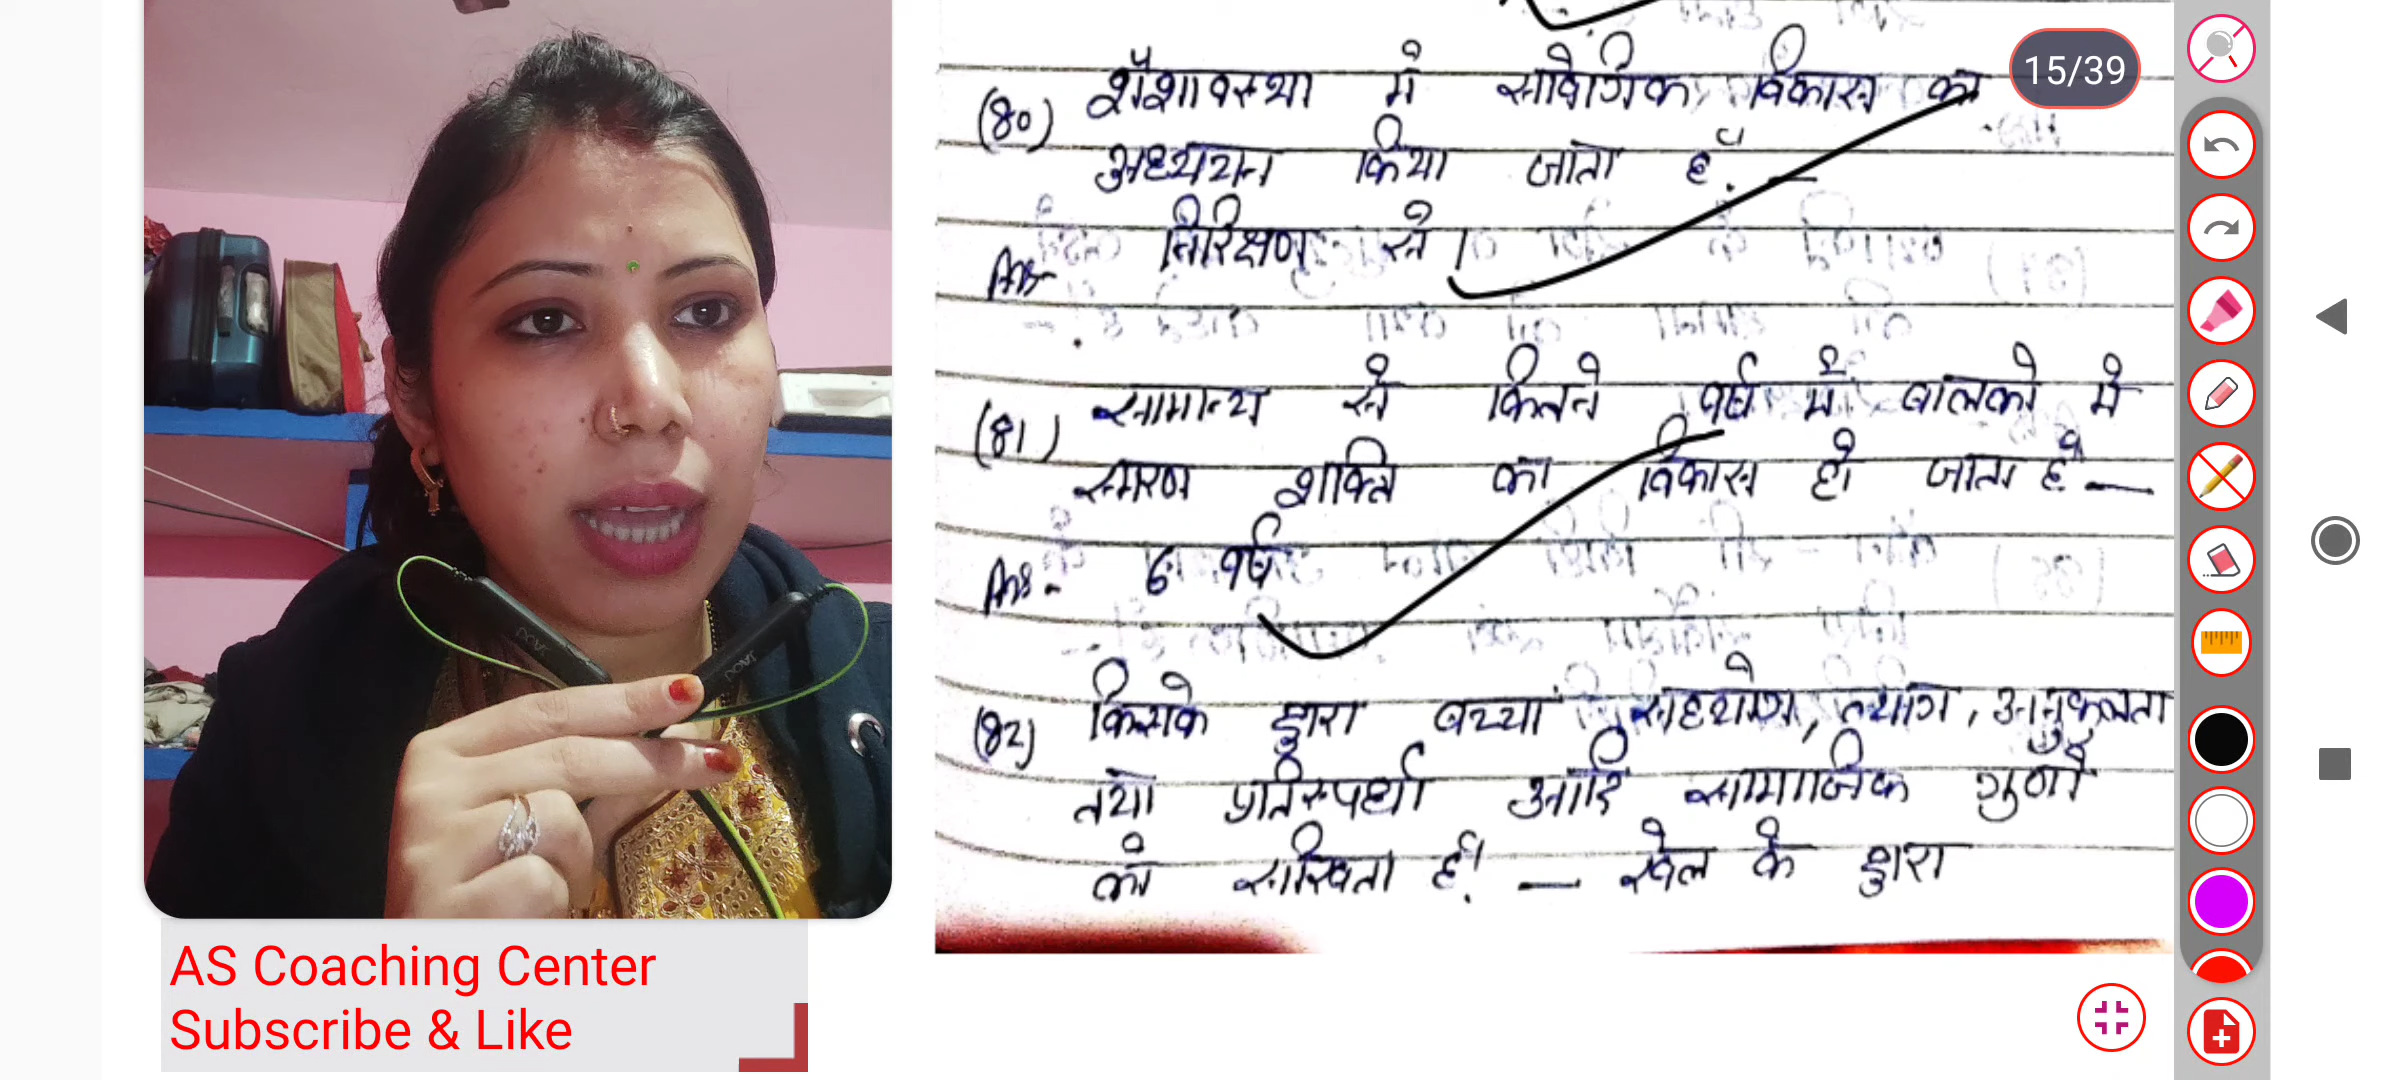 15/39
(80) शैशावस्था में सांवेगिक विकास का
अध्ययन किया जाता है. —
Ans- निरिक्षण से।
(81) सामान्य से कितने वर्ष में बालको मे
स्मरण शक्ति का विकास हो जाता है —
Ans - 6 वर्ष
(82) किसके द्वारा बच्चा सहयोग, त्याग, अनुकूलता
तथा प्रतिस्पर्धा आदि सामाजिक गुणों
को सीखता है! — खेल के द्वारा
AS Coaching Center
Subscribe & Like